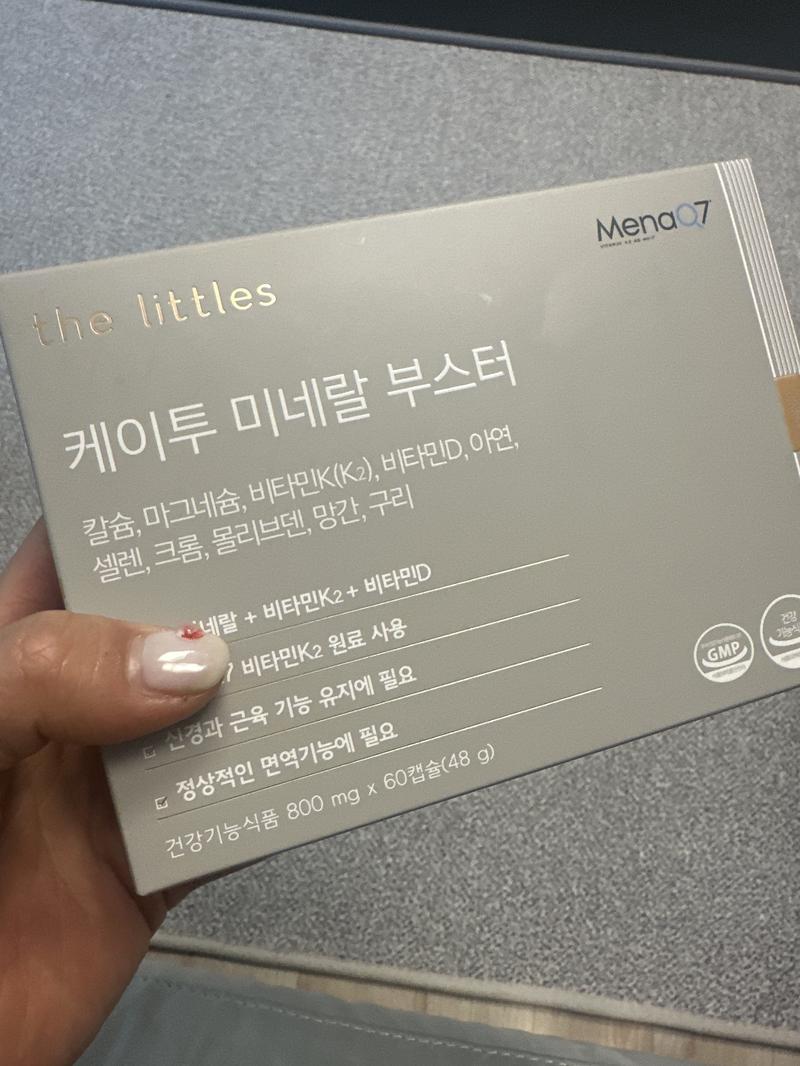 MenaQ7
the littles
케이투 미네랄 부스터
칼슘, 마그네슘, 비타민K(K2), 비타민D, 아연,
셀렌, 크롬, 몰리브덴, 망간, 구리
+ 비타민K2 + 비타민D
비타민K2 원료 사용
신경과 근육 기능 유지에 필요
정상적인 면역기능에 필요
건강기능식품 800 mg x 60캡슐(48 g)
GMP
건강